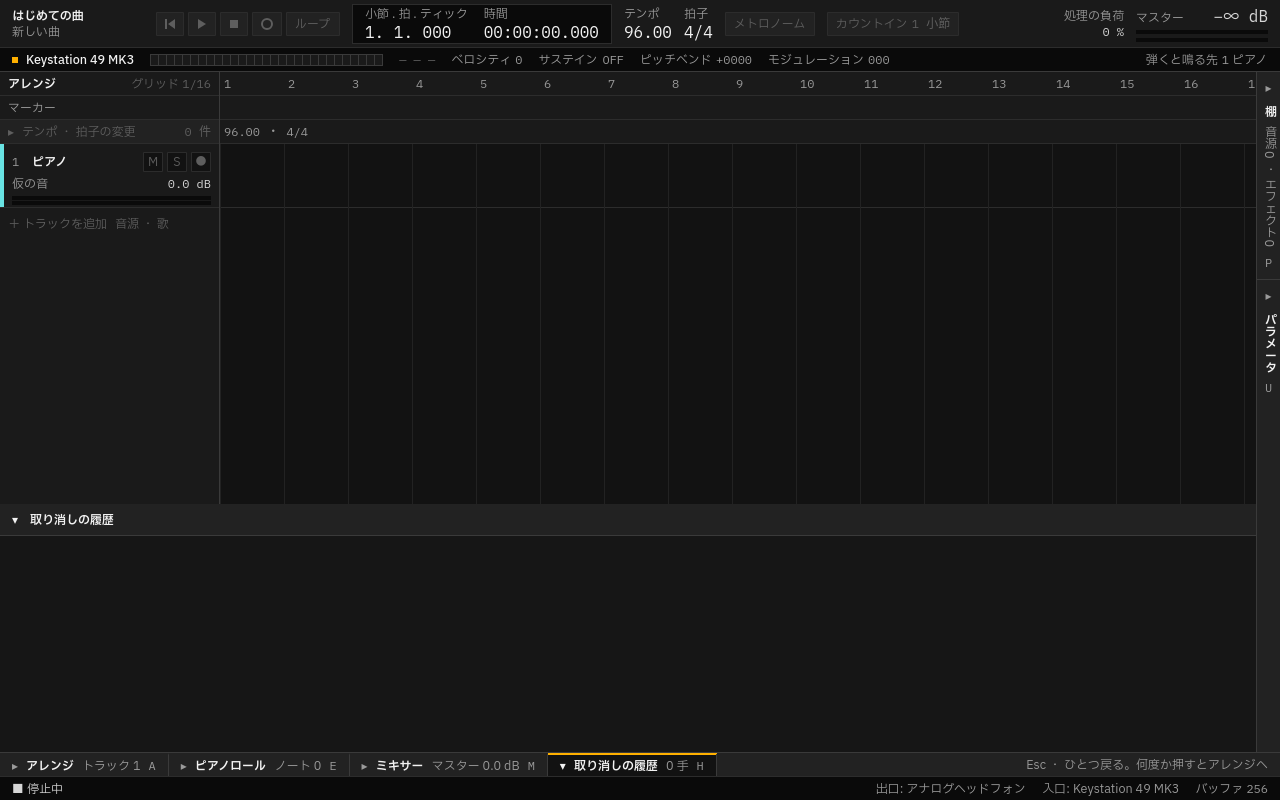 はじめての曲
新しい曲
ループ
小節 . 拍 . ティック 時間
1. 1. 000 00:00:00.000
テンポ 拍子
96.00 4/4
メトロノーム
カウントイン 1 小節
処理の負荷 マスター −∞ dB
0 %
Keystation 49 MK3 — — — ベロシティ 0 サステイン OFF ピッチベンド +0000 モジュレーション 000 弾くと鳴る先 1 ピアノ
アレンジ グリッド 1/16 1 2 3 4 5 6 7 8 9 10 11 12 13 14 15 16 1
マーカー
▸ テンポ ・ 拍子の変更 0 件 96.00 ・ 4/4
1 ピアノ M S
仮の音 0.0 dB
＋ トラックを追加 音源 ・ 歌
▸ 棚 音源 0 ・ エフェクト 0 P
▸ パラメータ U
▾ 取り消しの履歴
▸ アレンジ トラック 1 A ▸ ピアノロール ノート 0 E ▸ ミキサー マスター 0.0 dB M ▾ 取り消しの履歴 0 手 H Esc ・ ひとつ戻る。何度か押すとアレンジへ
■ 停止中 出口: アナログヘッドフォン 入口: Keystation 49 MK3 バッファ 256